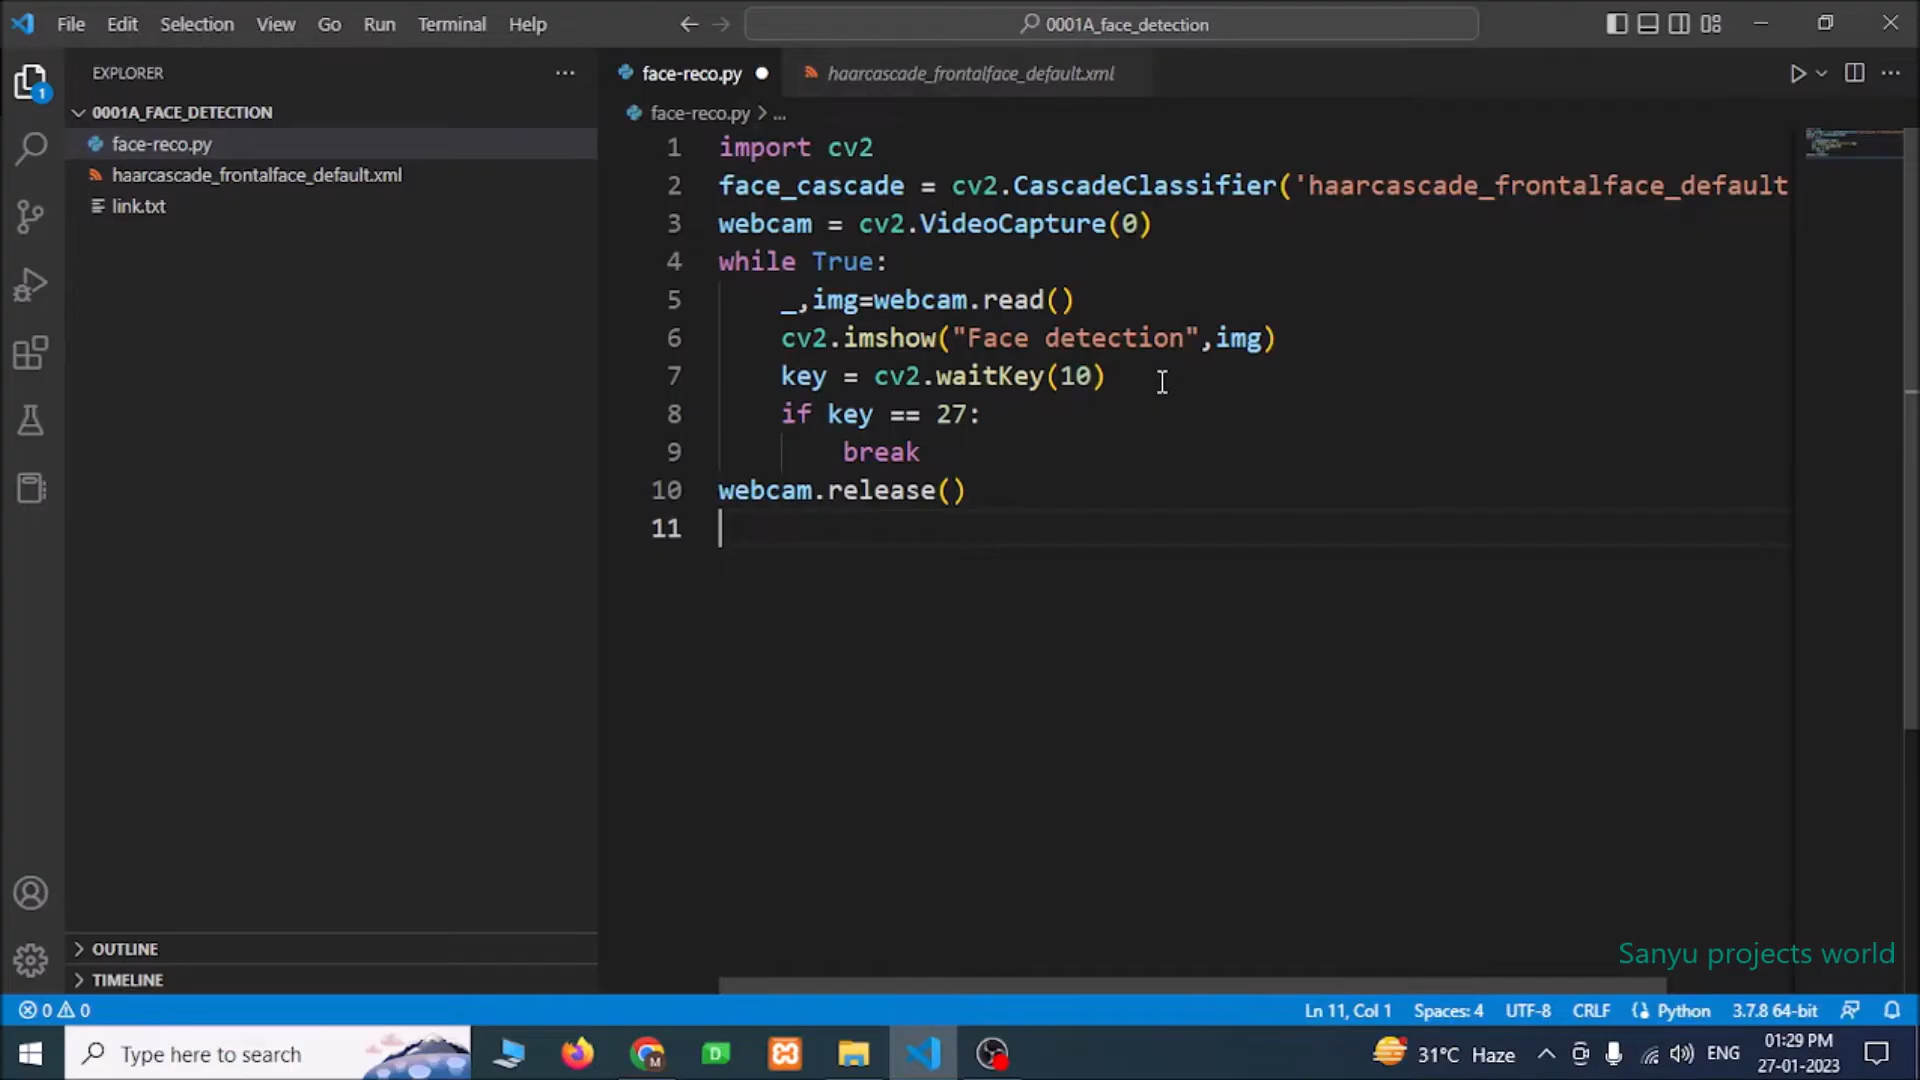 File Edit Selection View Go Run Terminal Help
0001A_face_detection
EXPLORER
1
0001A_FACE_DETECTION
face-reco.py
haarcascade_frontalface_default.xml
link.txt
OUTLINE
TIMELINE
face-reco.py
haarcascade_frontalface_default.xml
face-reco.py > ...
1 import cv2
2 face_cascade = cv2.CascadeClassifier('haarcascade_frontalface_default
3 webcam = cv2.VideoCapture(0)
4 while True:
5 _,img=webcam.read()
6 cv2.imshow("Face detection",img)
7 key = cv2.waitKey(10)
8 if key == 27:
9 break
10 webcam.release()
11
Sanyu projects world
0 0
Ln 11, Col 1 Spaces: 4 UTF-8 CRLF Python 3.7.8 64-bit
Type here to search
31°C Haze
ENG
01:29 PM
27-01-2023